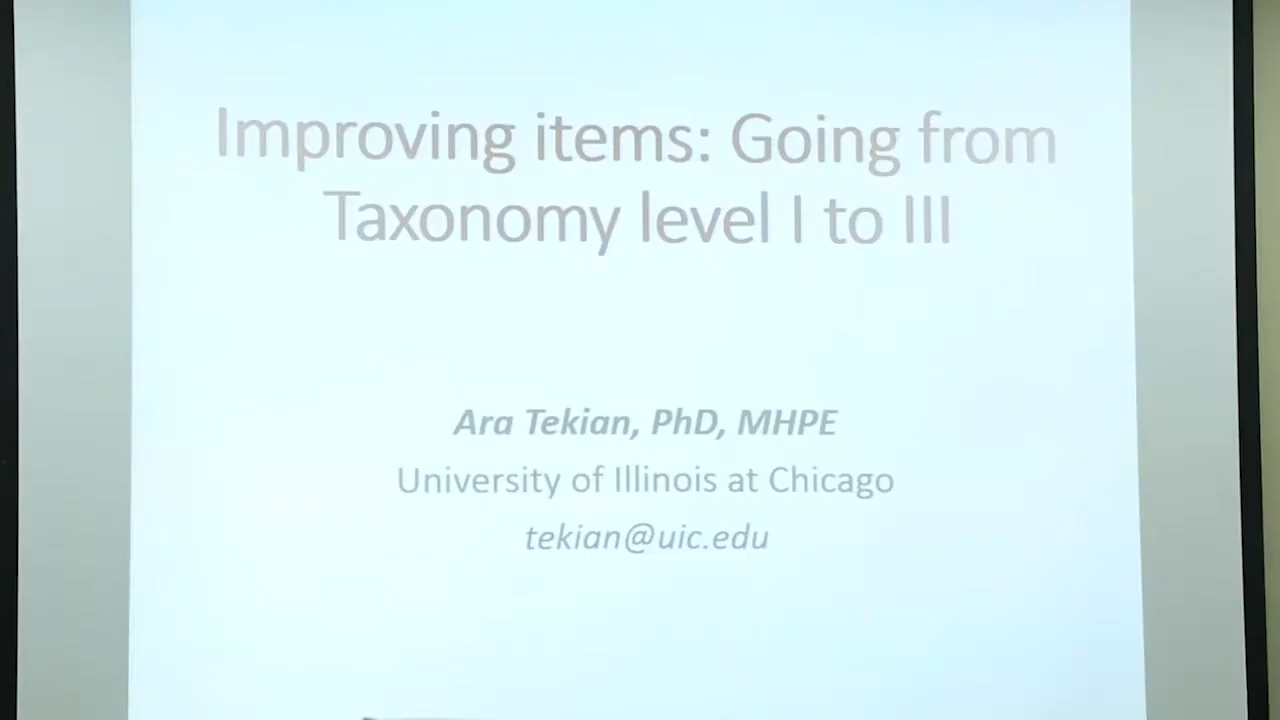 Improving items: Going from
Taxonomy level I to III
Ara Tekian, PhD, MHPE
University of Illinois at Chicago
tekian@uic.edu